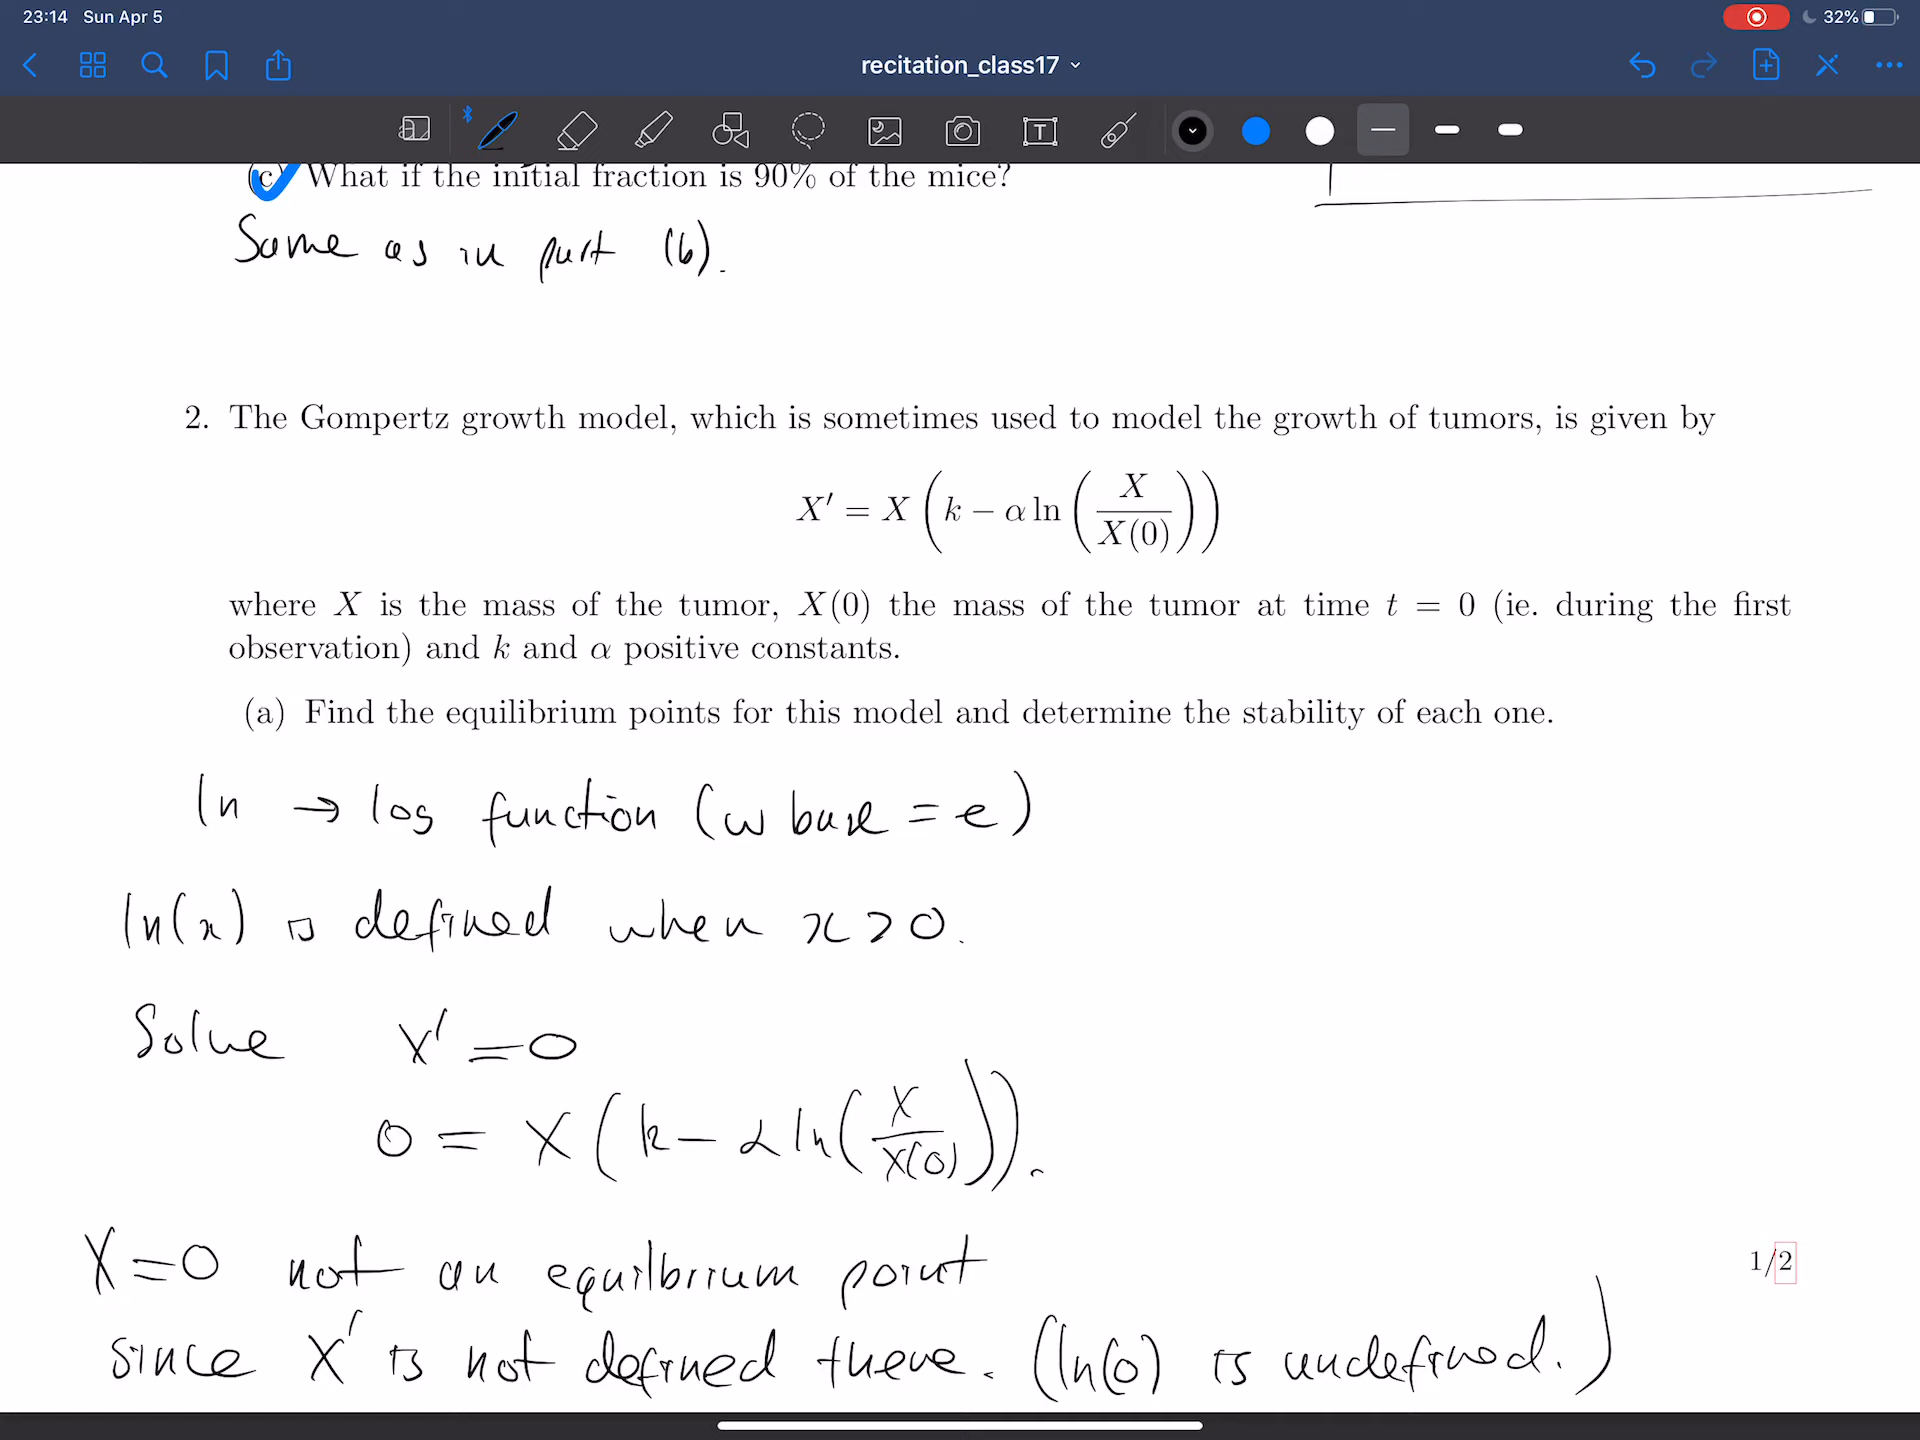 23:14 Sun Apr 5
32%
recitation_class17
(c) What if the initial fraction is 90% of the mice?
Same as in part (b).
2. The Gompertz growth model, which is sometimes used to model the growth of tumors, is given by
X′ = X (k − α ln (X / X(0)))
where X is the mass of the tumor, X(0) the mass of the tumor at time t = 0 (ie. during the first
observation) and k and α positive constants.
(a) Find the equilibrium points for this model and determine the stability of each one.
ln → log function (w base = e)
ln(x) is defined when x > 0.
Solve X′ = 0
0 = X (k − α ln (X / X(0))).
X = 0 not an equilbrium point
1/2
since X′ is not defined there. (ln(0) is undefined.)